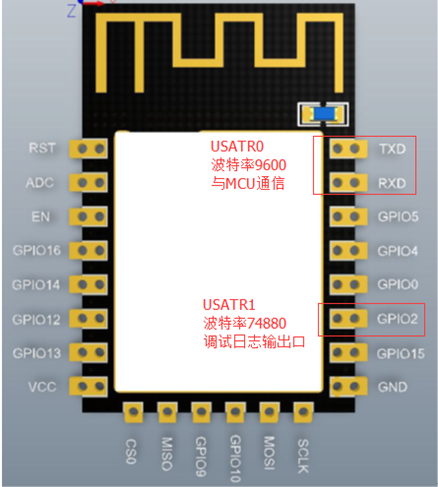 Z
USATR0
波特率9600
与MCU通信
RST
TXD
ADC
RXD
EN
GPIO5
GPIO16
GPIO4
GPIO14
GPIO0
USATR1
波特率74880
调试日志输出口
GPIO12
GPIO2
GPIO13
GPIO15
VCC
GND
CS0
MISO
GPIO9
GPIO10
MOSI
SCLK